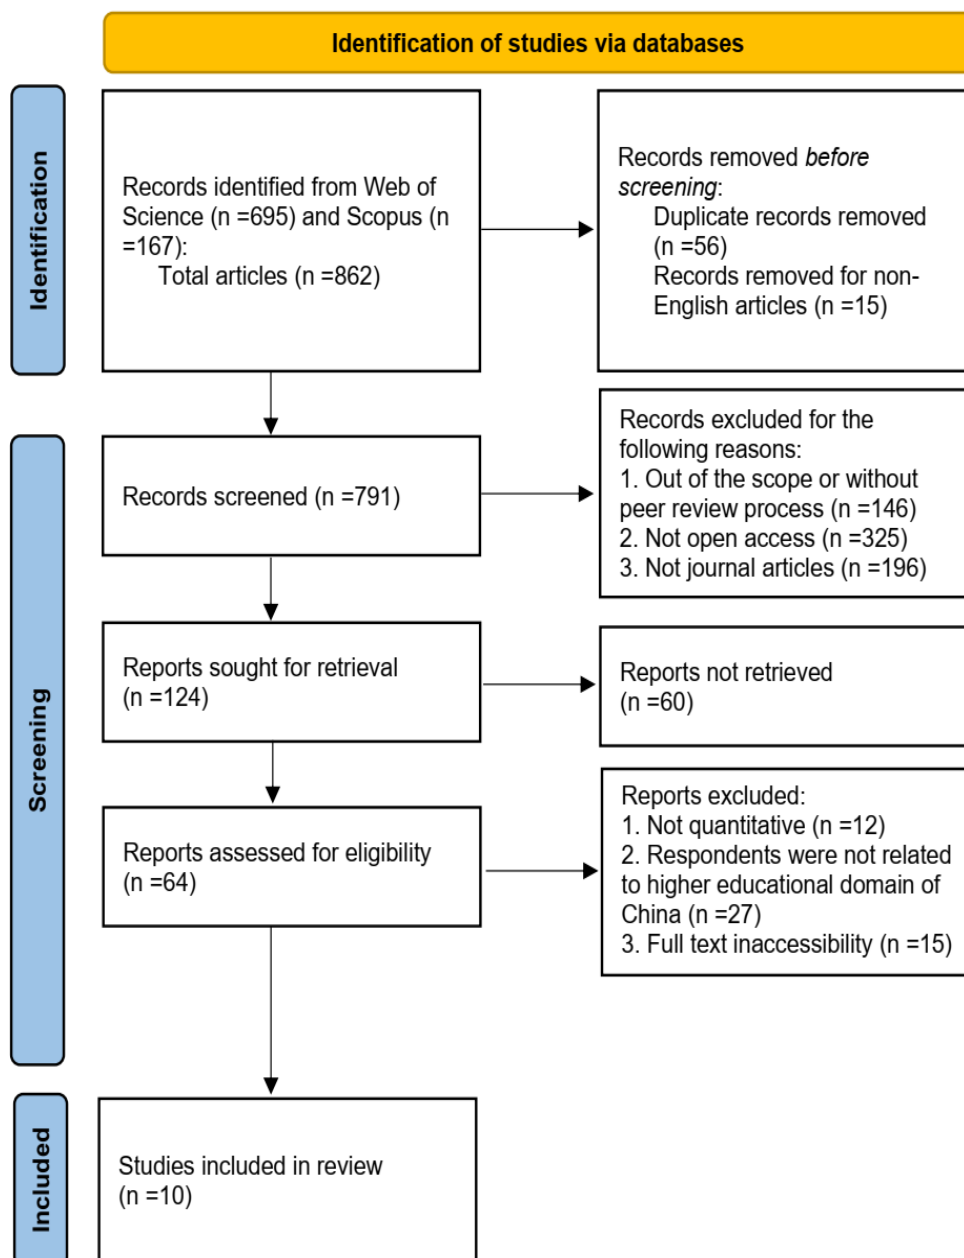 Identification of studies via databases
Identification
Records identified from Web of
Science (n =695) and Scopus (n
=167):
Total articles (n =862)
Records removed before
screening:
Duplicate records removed
(n =56)
Records removed for non-
English articles (n =15)
Screening
Records screened (n =791)
Records excluded for the
following reasons:
1. Out of the scope or without
peer review process (n =146)
2. Not open access (n =325)
3. Not journal articles (n =196)
Reports sought for retrieval
(n =124)
Reports not retrieved
(n =60)
Reports assessed for eligibility
(n =64)
Reports excluded:
1. Not quantitative (n =12)
2. Respondents were not related
to higher educational domain of
China (n =27)
3. Full text inaccessibility (n =15)
Included
Studies included in review
(n =10)